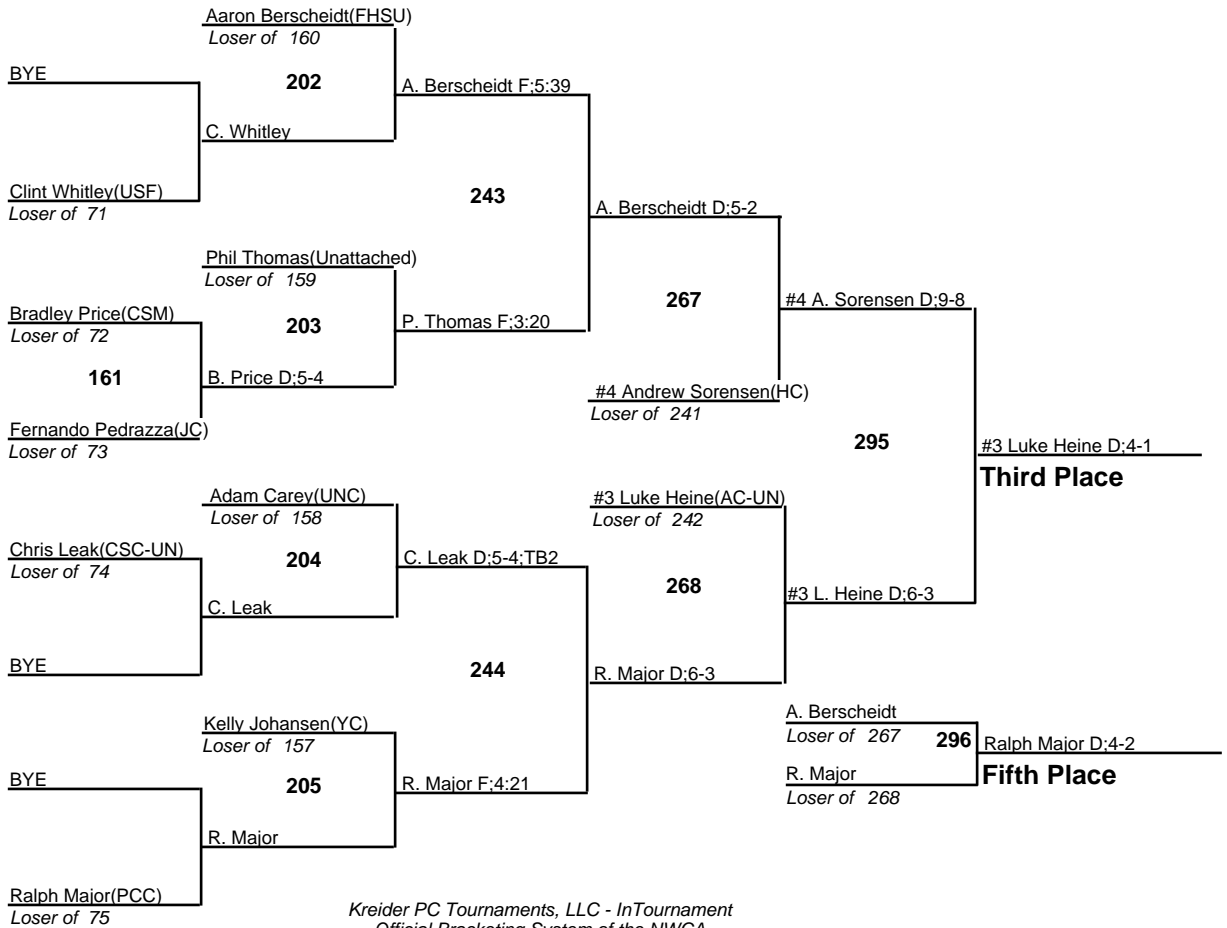 Aaron Berscheidt(FHSU)
Loser of 160
BYE
202
A. Berscheidt F;5:39
C. Whitley
Clint Whitley(USF)
Loser of 71
243
A. Berscheidt D;5-2
Phil Thomas(Unattached)
Loser of 159
Bradley Price(CSM)
Loser of 72
203
P. Thomas F;3:20
267
#4 A. Sorensen D;9-8
161
B. Price D;5-4
#4 Andrew Sorensen(HC)
Loser of 241
Fernando Pedrazza(JC)
Loser of 73
295
#3 Luke Heine D;4-1
Third Place
Adam Carey(UNC)
Loser of 158
#3 Luke Heine(AC-UN)
Loser of 242
Chris Leak(CSC-UN)
Loser of 74
204
C. Leak D;5-4;TB2
268
#3 L. Heine D;6-3
C. Leak
BYE
244
R. Major D;6-3
Kelly Johansen(YC)
Loser of 157
A. Berscheidt
Loser of 267
296
Ralph Major D;4-2
Fifth Place
BYE
205
R. Major F;4:21
R. Major
Loser of 268
R. Major
Ralph Major(PCC)
Loser of 75
Kreider PC Tournaments, LLC - InTournament
Official Bracketing System of the NWCA